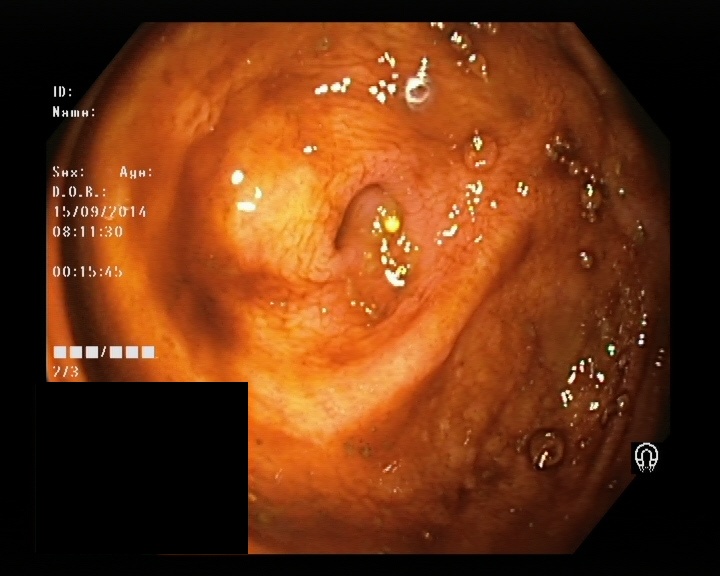 ID:
Name:
Sex: Age:
D.O.B.:
15/09/2014
08:11:30
00:15:45
■■■/■■■
2/3